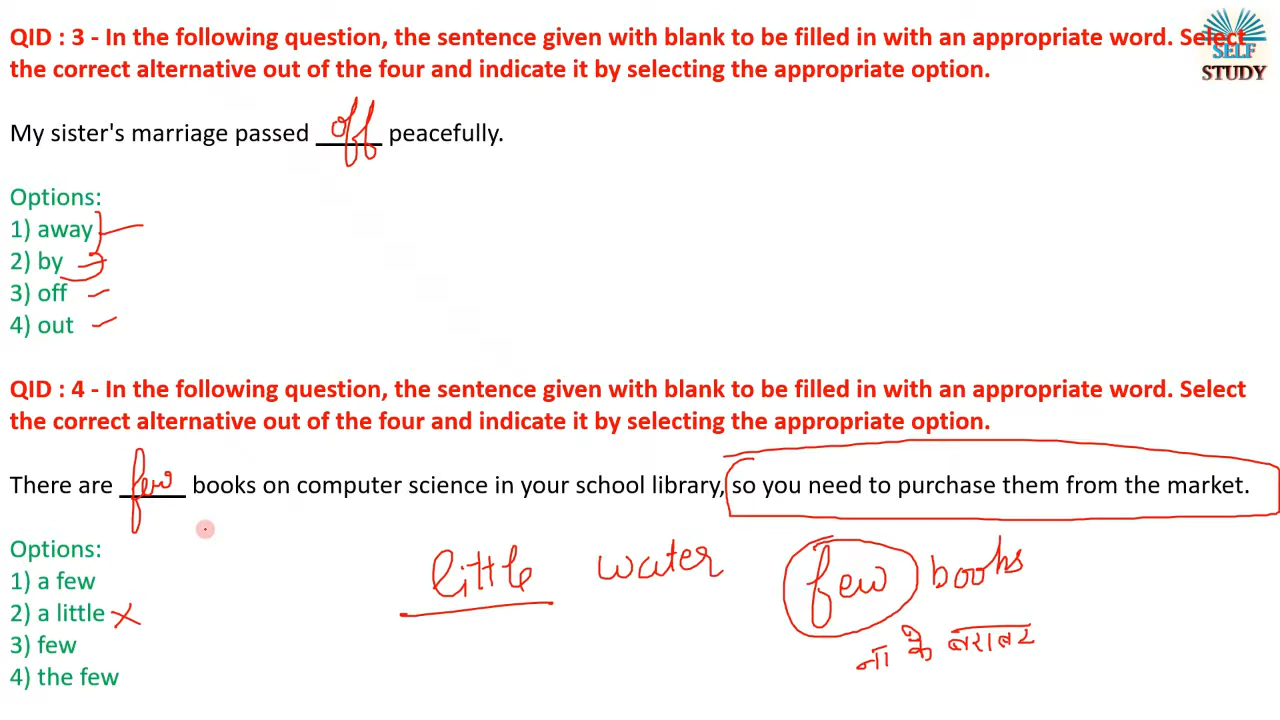 QID : 3 - In the following question, the sentence given with blank to be filled in with an appropriate word. Select
the correct alternative out of the four and indicate it by selecting the appropriate option.
SELF
STUDY
My sister's marriage passed off peacefully.
Options:
1) away
2) by
3) off
4) out
QID : 4 - In the following question, the sentence given with blank to be filled in with an appropriate word. Select
the correct alternative out of the four and indicate it by selecting the appropriate option.
There are few books on computer science in your school library, so you need to purchase them from the market.
Options:
1) a few
2) a little
3) few
4) the few
little water few books
ना के बराबर